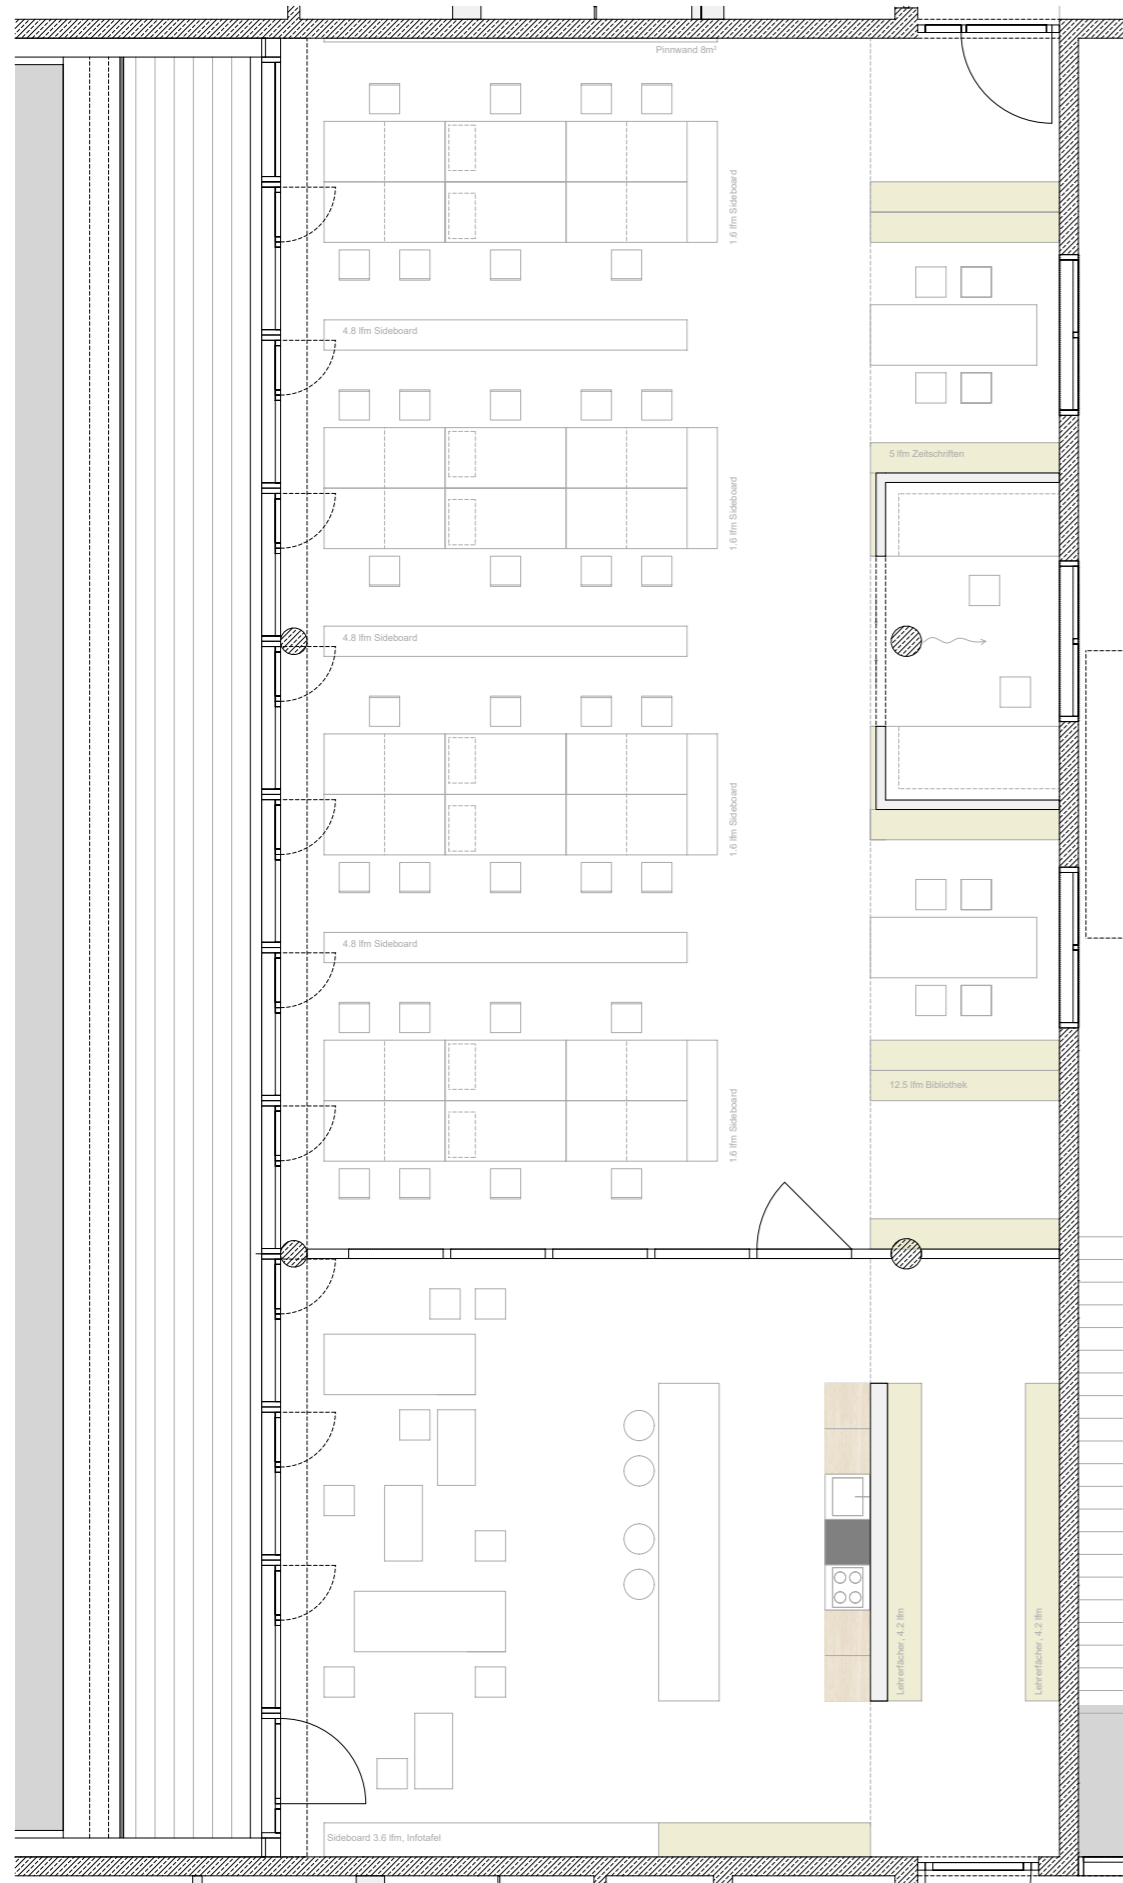 Pinnwand 8m²
1.6 lfm Sideboard
4.8 lfm Sideboard
5 lfm Zeitschriften
1.6 lfm Sideboard
4.8 lfm Sideboard
1.6 lfm Sideboard
4.8 lfm Sideboard
12.5 lfm Bibliothek
1.6 lfm Sideboard
Lehrerfächer, 4.2 lfm
Lehrerfächer, 4.2 lfm
Sideboard 3.6 lfm, Infotafel